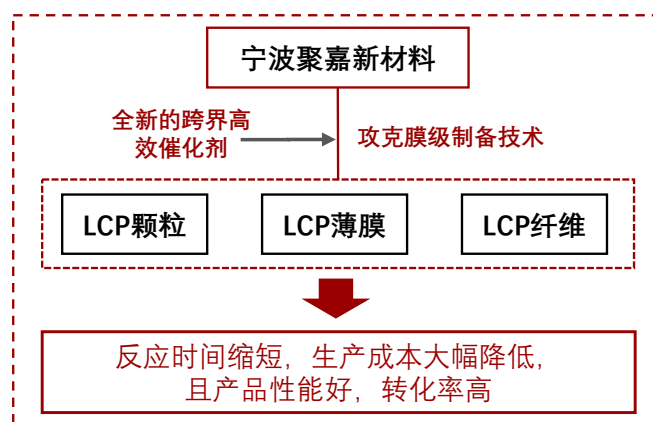 宁波聚嘉新材料
全新的跨界高
效催化剂
攻克膜级制备技术
LCP颗粒
LCP薄膜
LCP纤维
反应时间缩短，生产成本大幅降低，
且产品性能好，转化率高